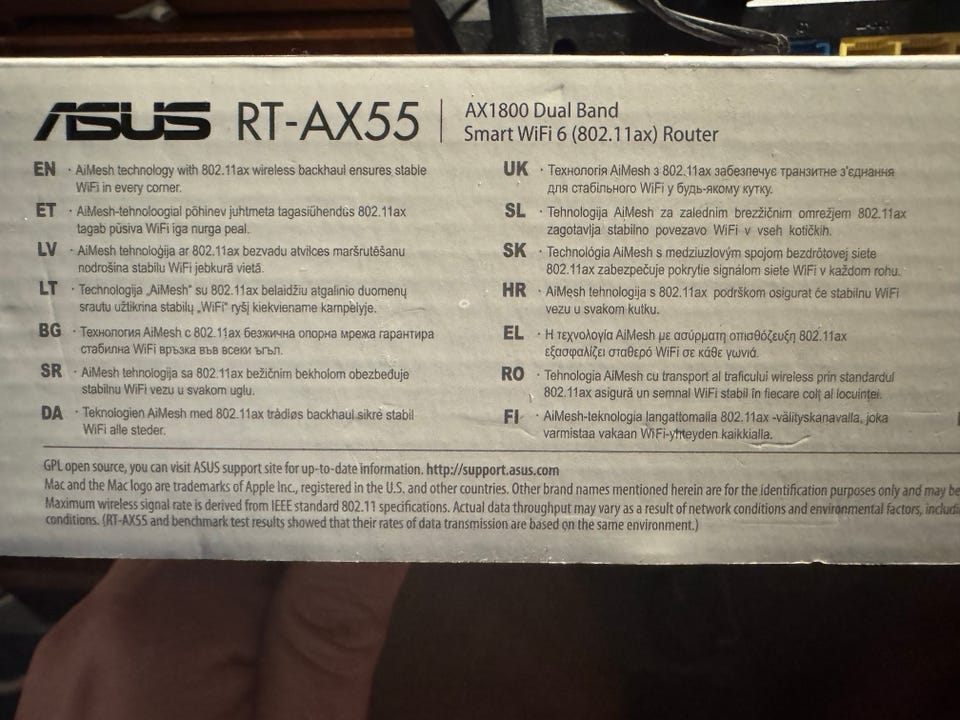 ASUS RT-AX55 | AX1800 Dual Band
Smart WiFi 6 (802.11ax) Router
EN · AiMesh technology with 802.11ax wireless backhaul ensures stable
WiFi in every corner.
ET · AiMesh-tehnoloogial põhinev juhtmeta tagasiühendus 802.11ax
tagab püsiva WiFi iga nurga peal.
LV · AiMesh tehnoloģija ar 802.11ax bezvadu atvilces maršrutēšanu
nodrošina stabilu WiFi jebkurā vietā.
LT · Technologija „AiMesh" su 802.11ax belaidžiu atgalinio duomenų
srautu užtikrina stabilų „WiFi" ryšį kiekviename kampelyje.
BG · Технология AiMesh с 802.11ax безжична опорна мрежа гарантира
стабилна WiFi връзка във всеки ъгъл.
SR · AiMesh tehnologija sa 802.11ax bežičnim bekholom obezbeđuje
stabilnu WiFi vezu u svakom uglu.
DA · Teknologien AiMesh med 802.11ax trådløs backhaul sikre stabil
WiFi alle steder.
UK · Технологія AiMesh з 802.11ax забезпечує транзитне з'єднання
для стабільного WiFi у будь-якому кутку.
SL · Tehnologija AiMesh za zalednim brezžičnim omrežjem 802.11ax
zagotavlja stabilno povezavo WiFi v vseh kotičkih.
SK · Technológia AiMesh s medziuzlovým spojom bezdrôtovej siete
802.11ax zabezpečuje pokrytie signálom siete WiFi v každom rohu.
HR · AiMesh tehnologija s 802.11ax podrškom osigurat će stabilnu WiFi
vezu u svakom kutku.
EL · Η τεχνολογία AiMesh με ασύρματη οπισθόζευξη 802.11ax
εξασφαλίζει σταθερό WiFi σε κάθε γωνιά.
RO · Tehnologia AiMesh cu transport al traficului wireless prin standardul
802.11ax asigură un semnal WiFi stabil în fiecare colț al locuinței.
FI · AiMesh-teknologia langattomalla 802.11ax -välityskanavalla, joka
varmistaa vakaan WiFi-yhteyden kaikkialla.
GPL open source, you can visit ASUS support site for up-to-date information. http://support.asus.com
Mac and the Mac logo are trademarks of Apple Inc., registered in the U.S. and other countries. Other brand names mentioned herein are for the identification purposes only and may be
Maximum wireless signal rate is derived from IEEE standard 802.11 specifications. Actual data throughput may vary as a result of network conditions and environmental factors,
conditions. (RT-AX55 and benchmark test results showed that their rates of data transmission are based on the same environment.)